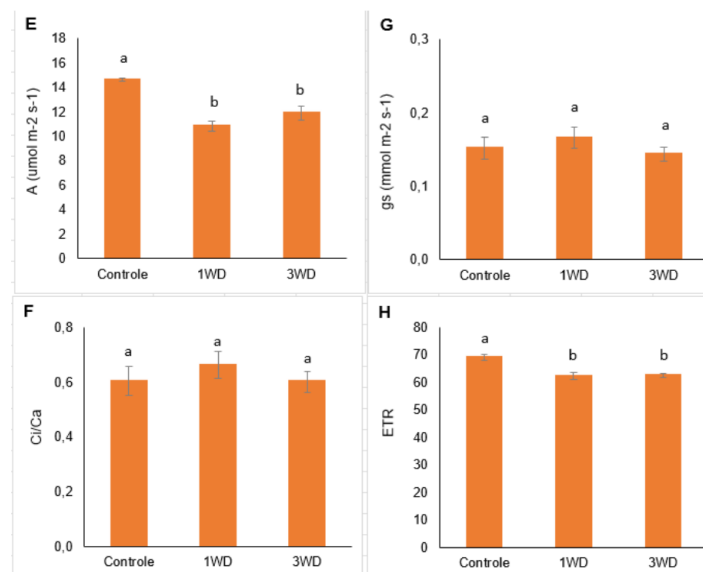 E
A (umol m-2 s-1)
18
16
14
12
10
8
6
4
2
0
a
b
b
Controle 1WD 3WD
G
gs (mmol m-2 s-1)
0,3
0,2
0,1
0,0
a
a
a
Controle 1WD 3WD
F
Ci/Ca
0,8
0,6
0,4
0,2
0,0
a
a
a
Controle 1WD 3WD
H
ETR
80
70
60
50
40
30
20
10
0
a
b
b
Controle 1WD 3WD